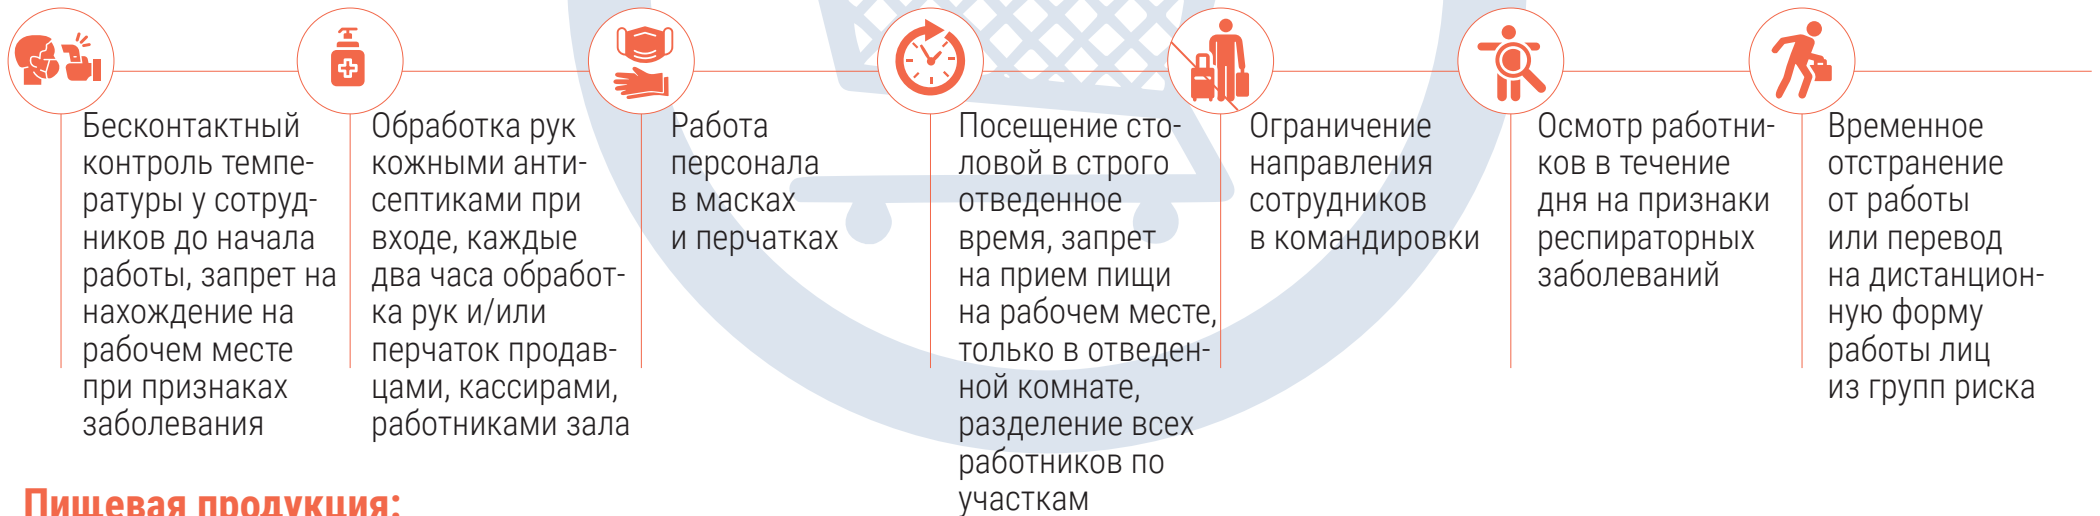 Бесконтактный
контроль темпе-
ратуры у сотруд-
ников до начала
работы, запрет на
нахождение на
рабочем месте
при признаках
заболевания
Обработка рук
кожными анти-
септиками при
входе, каждые
два часа обработ-
ка рук и/или
перчаток продав-
цами, кассирами,
работниками зала
Работа
персонала
в масках
и перчатках
Посещение сто-
ловой в строго
отведенное
время, запрет
на прием пищи
на рабочем месте,
только в отведен-
ной комнате,
разделение всех
работников по
участкам
Ограничение
направления
сотрудников
в командировки
Осмотр работни-
ков в течение
дня на признаки
респираторных
заболеваний
Временное
отстранение
от работы
или перевод
на дистанцион-
ную форму
работы лиц
из групп риска
Пищевая продукция: